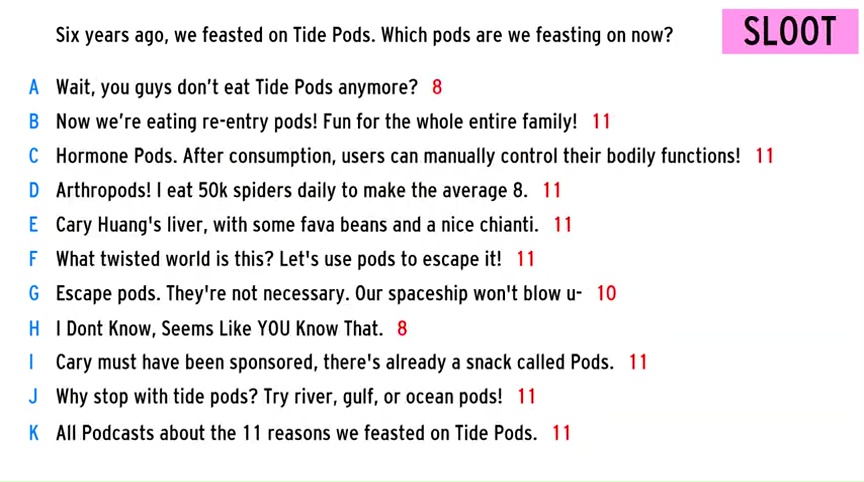 Six years ago, we feasted on Tide Pods. Which pods are we feasting on now? SLOOT
A Wait, you guys don't eat Tide Pods anymore? 8
B Now we're eating re-entry pods! Fun for the whole entire family! 11
C Hormone Pods. After consumption, users can manually control their bodily functions! 11
D Arthropods! I eat 50k spiders daily to make the average 8. 11
E Cary Huang's liver, with some fava beans and a nice chianti. 11
F What twisted world is this? Let's use pods to escape it! 11
G Escape pods. They're not necessary. Our spaceship won't blow u- 10
H I Dont Know, Seems Like YOU Know That. 8
I Cary must have been sponsored, there's already a snack called Pods. 11
J Why stop with tide pods? Try river, gulf, or ocean pods! 11
K All Podcasts about the 11 reasons we feasted on Tide Pods. 11